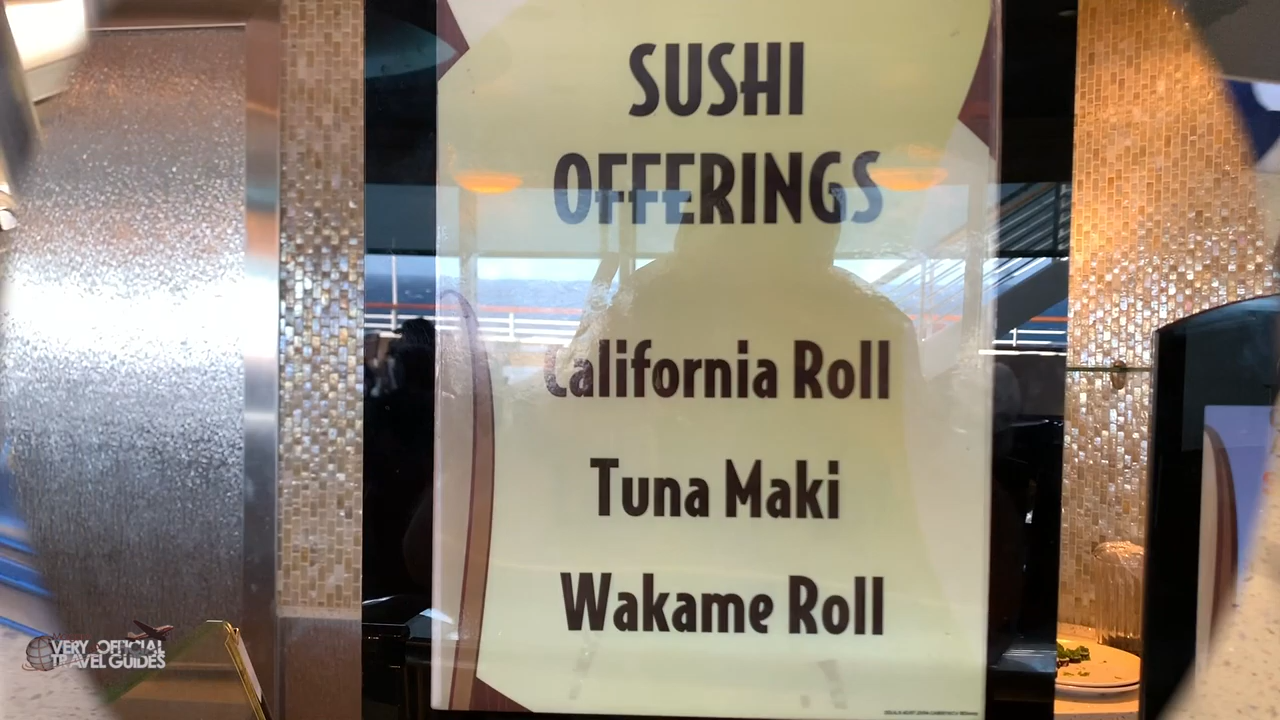 SUSHI
OFFERINGS
California Roll
Tuna Maki
Wakame Roll
VERY OFFICIAL
TRAVEL GUIDES